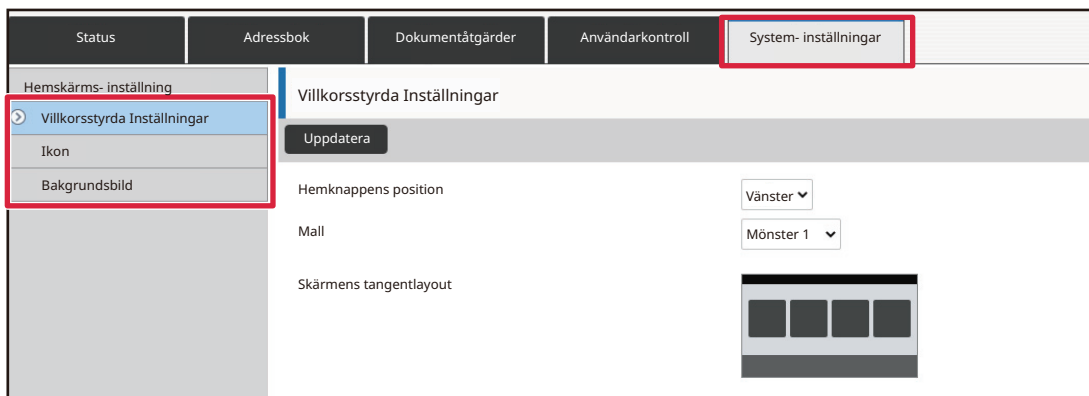 Status
Adressbok
Dokumentåtgärder
Användarkontroll
System- inställningar
Hemskärms- inställning
Villkorsstyrda Inställningar
Ikon
Bakgrundsbild
Villkorsstyrda Inställningar
Uppdatera
Hemknappens position
Vänster
Mall
Mönster 1
Skärmens tangentlayout